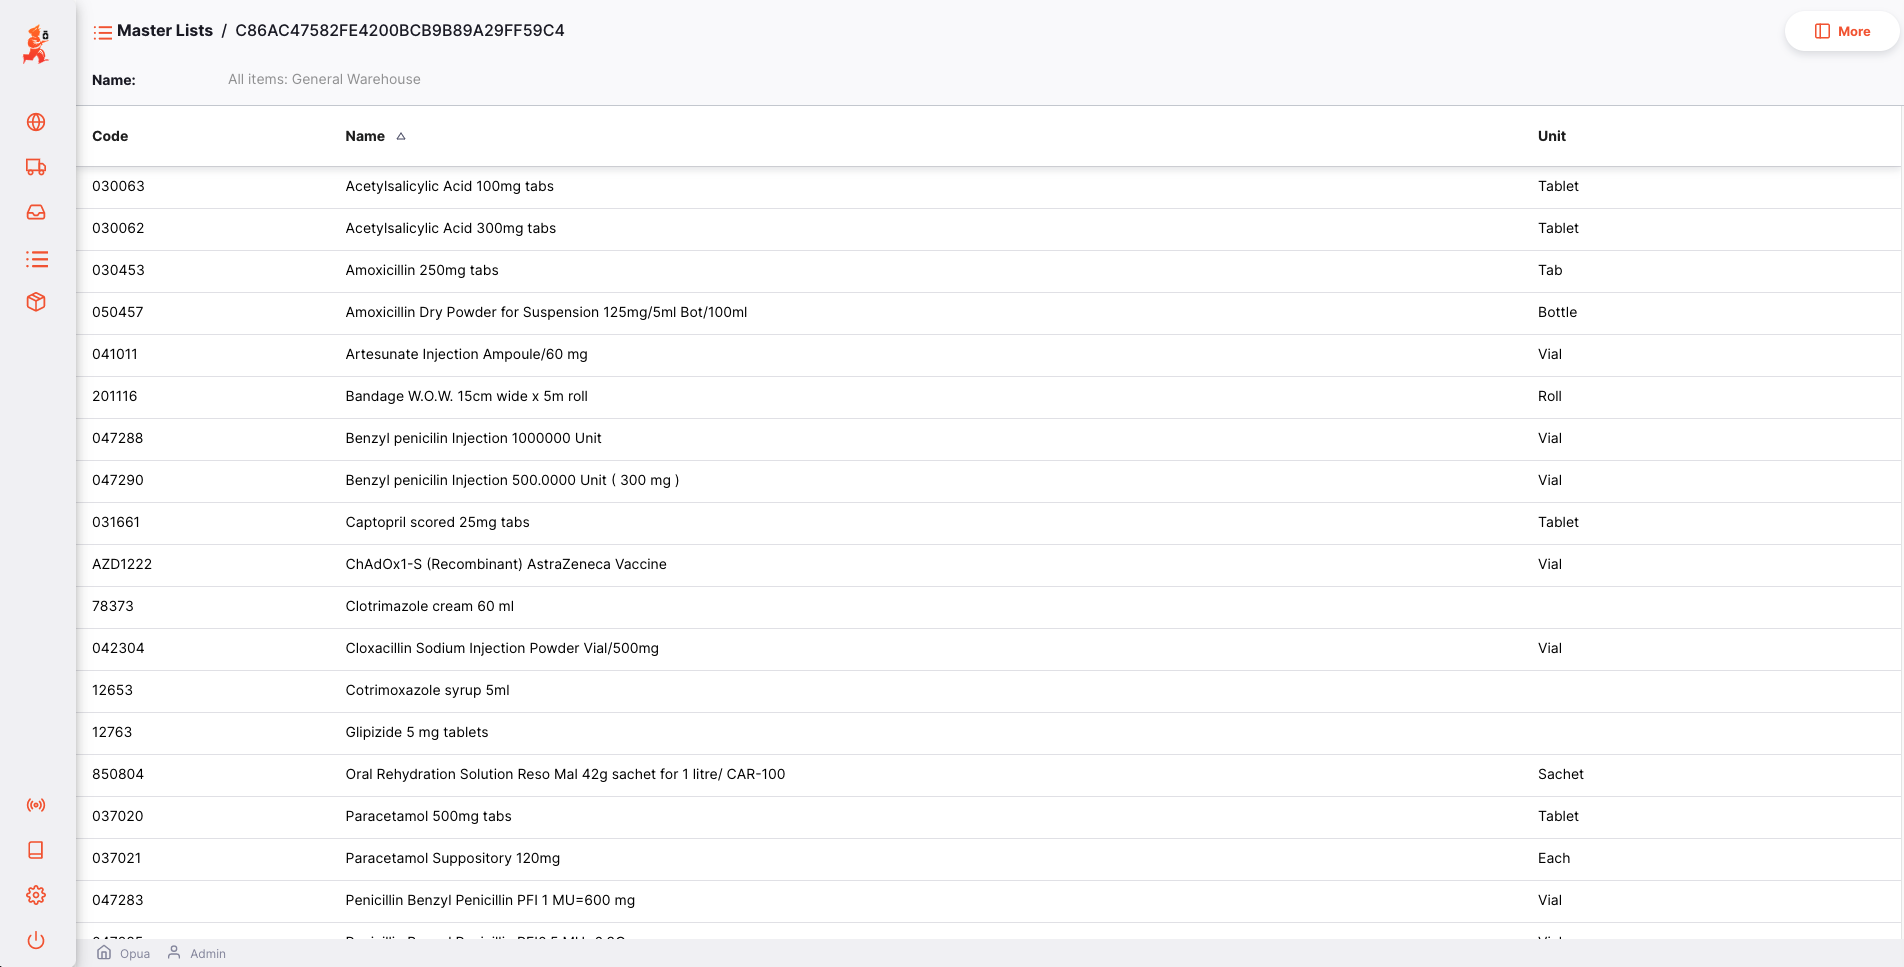 Master Lists / C86AC47582FE4200BCB9B89A29FF59C4
More
Name: All items: General Warehouse
Code Name Unit
030063 Acetylsalicylic Acid 100mg tabs Tablet
030062 Acetylsalicylic Acid 300mg tabs Tablet
030453 Amoxicillin 250mg tabs Tab
050457 Amoxicillin Dry Powder for Suspension 125mg/5ml Bot/100ml Bottle
041011 Artesunate Injection Ampoule/60 mg Vial
201116 Bandage W.O.W. 15cm wide x 5m roll Roll
047288 Benzyl penicilin Injection 1000000 Unit Vial
047290 Benzyl penicilin Injection 500.0000 Unit ( 300 mg ) Vial
031661 Captopril scored 25mg tabs Tablet
AZD1222 ChAdOx1-S (Recombinant) AstraZeneca Vaccine Vial
78373 Clotrimazole cream 60 ml
042304 Cloxacillin Sodium Injection Powder Vial/500mg Vial
12653 Cotrimoxazole syrup 5ml
12763 Glipizide 5 mg tablets
850804 Oral Rehydration Solution Reso Mal 42g sachet for 1 litre/ CAR-100 Sachet
037020 Paracetamol 500mg tabs Tablet
037021 Paracetamol Suppository 120mg Each
047283 Penicillin Benzyl Penicillin PFI 1 MU=600 mg Vial
Opua Admin